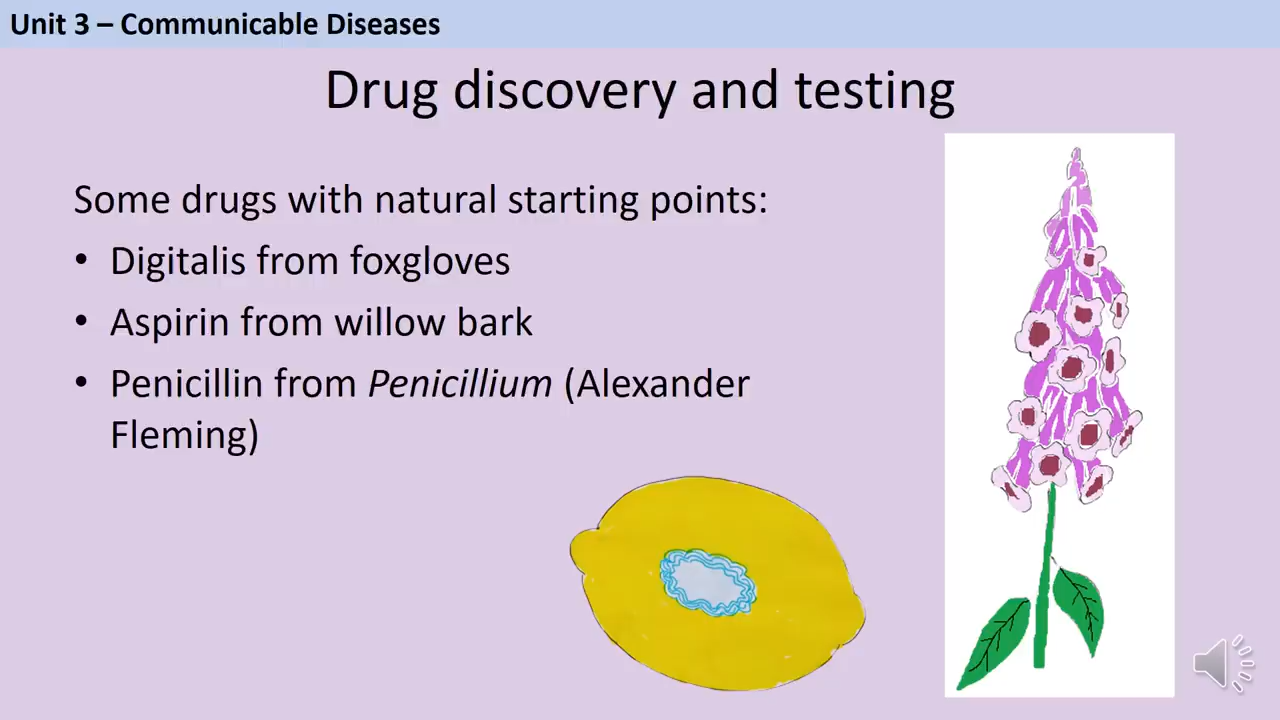 Unit 3 – Communicable Diseases
Drug discovery and testing
Some drugs with natural starting points:
• Digitalis from foxgloves
• Aspirin from willow bark
• Penicillin from Penicillium (Alexander
Fleming)